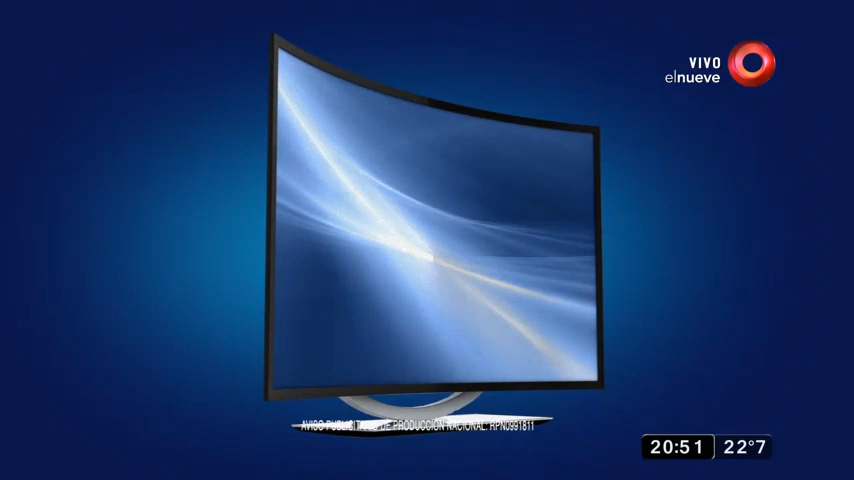 VIVO
elnueve
AVISO PUBLICITARIO DE PRODUCCIÓN NACIONAL: RPN0991811
20:51 22°7